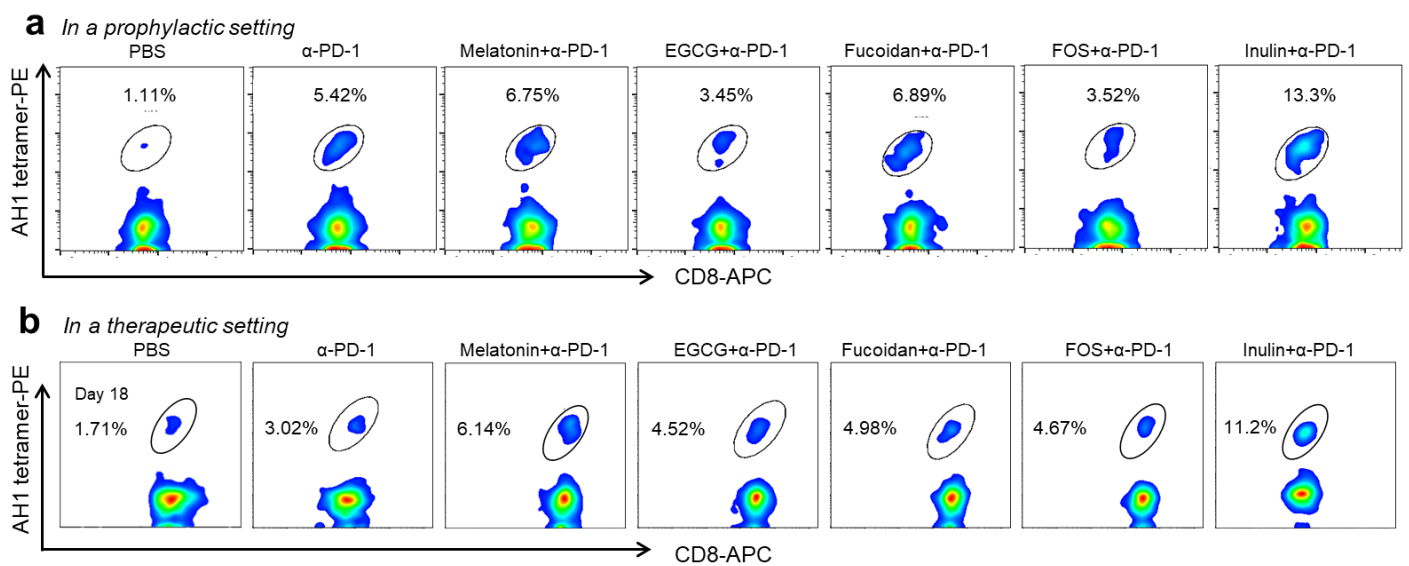 a In a prophylactic setting
PBS α-PD-1 Melatonin+α-PD-1 EGCG+α-PD-1 Fucoidan+α-PD-1 FOS+α-PD-1 Inulin+α-PD-1
AH1 tetramer-PE
1.11% 5.42% 6.75% 3.45% 6.89% 3.52% 13.3%
CD8-APC
b In a therapeutic setting
PBS α-PD-1 Melatonin+α-PD-1 EGCG+α-PD-1 Fucoidan+α-PD-1 FOS+α-PD-1 Inulin+α-PD-1
AH1 tetramer-PE
Day 18
1.71% 3.02% 6.14% 4.52% 4.98% 4.67% 11.2%
CD8-APC